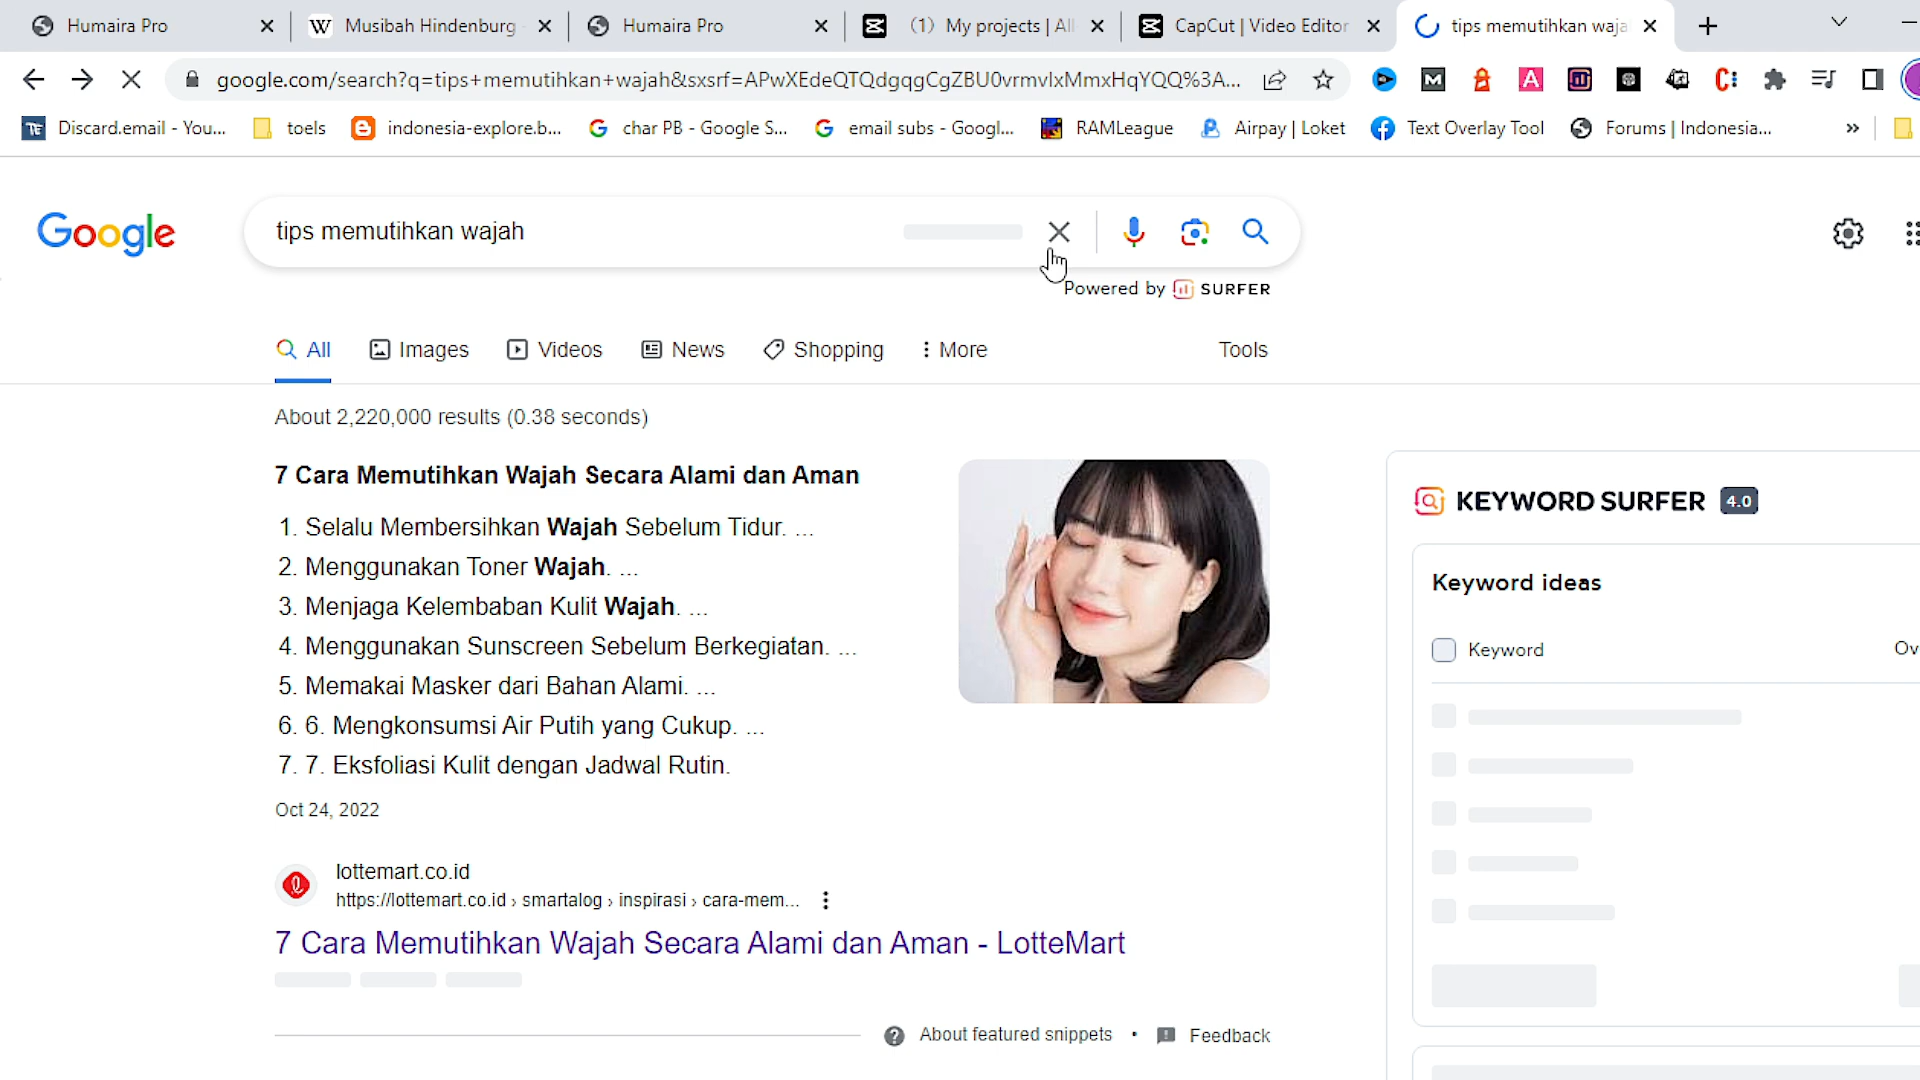 Humaira Pro
Musibah Hindenburg
Humaira Pro
(1) My projects | All
CapCut | Video Editor
tips memutihkan waja
google.com/search?q=tips+memutihkan+wajah&sxsrf=APwXEdeQTQdgqgCgZBU0vrmvlxMmxHqYQQ%3A...
Discard.email - You...
toels
indonesia-explore.b...
char PB - Google S...
email subs - Googl...
RAMLeague
Airpay | Loket
Text Overlay Tool
Forums | Indonesia...
»
Google
tips memutihkan wajah
Powered by SURFER
All
Images
Videos
News
Shopping
More
Tools
About 2,220,000 results (0.38 seconds)
7 Cara Memutihkan Wajah Secara Alami dan Aman
1. Selalu Membersihkan Wajah Sebelum Tidur. ...
2. Menggunakan Toner Wajah. ...
3. Menjaga Kelembaban Kulit Wajah. ...
4. Menggunakan Sunscreen Sebelum Berkegiatan. ...
5. Memakai Masker dari Bahan Alami. ...
6. 6. Mengkonsumsi Air Putih yang Cukup. ...
7. 7. Eksfoliasi Kulit dengan Jadwal Rutin.
Oct 24, 2022
lottemart.co.id
https://lottemart.co.id › smartalog › inspirasi › cara-mem...
7 Cara Memutihkan Wajah Secara Alami dan Aman - LotteMart
About featured snippets
•
Feedback
KEYWORD SURFER 4.0
Keyword ideas
Keyword
Ov